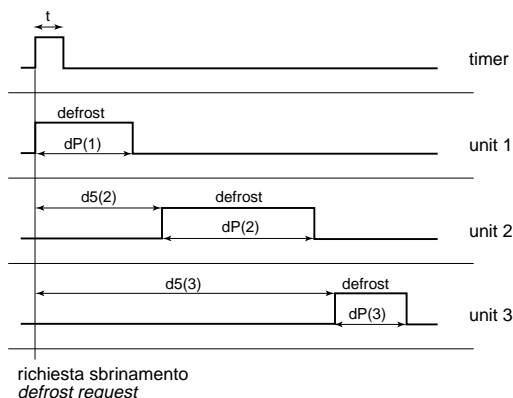 t
timer
defrost
dP(1)
unit 1
d5(2)
defrost
dP(2)
unit 2
d5(3)
defrost
dP(3)
unit 3
richiesta sbrinamento
defrost request